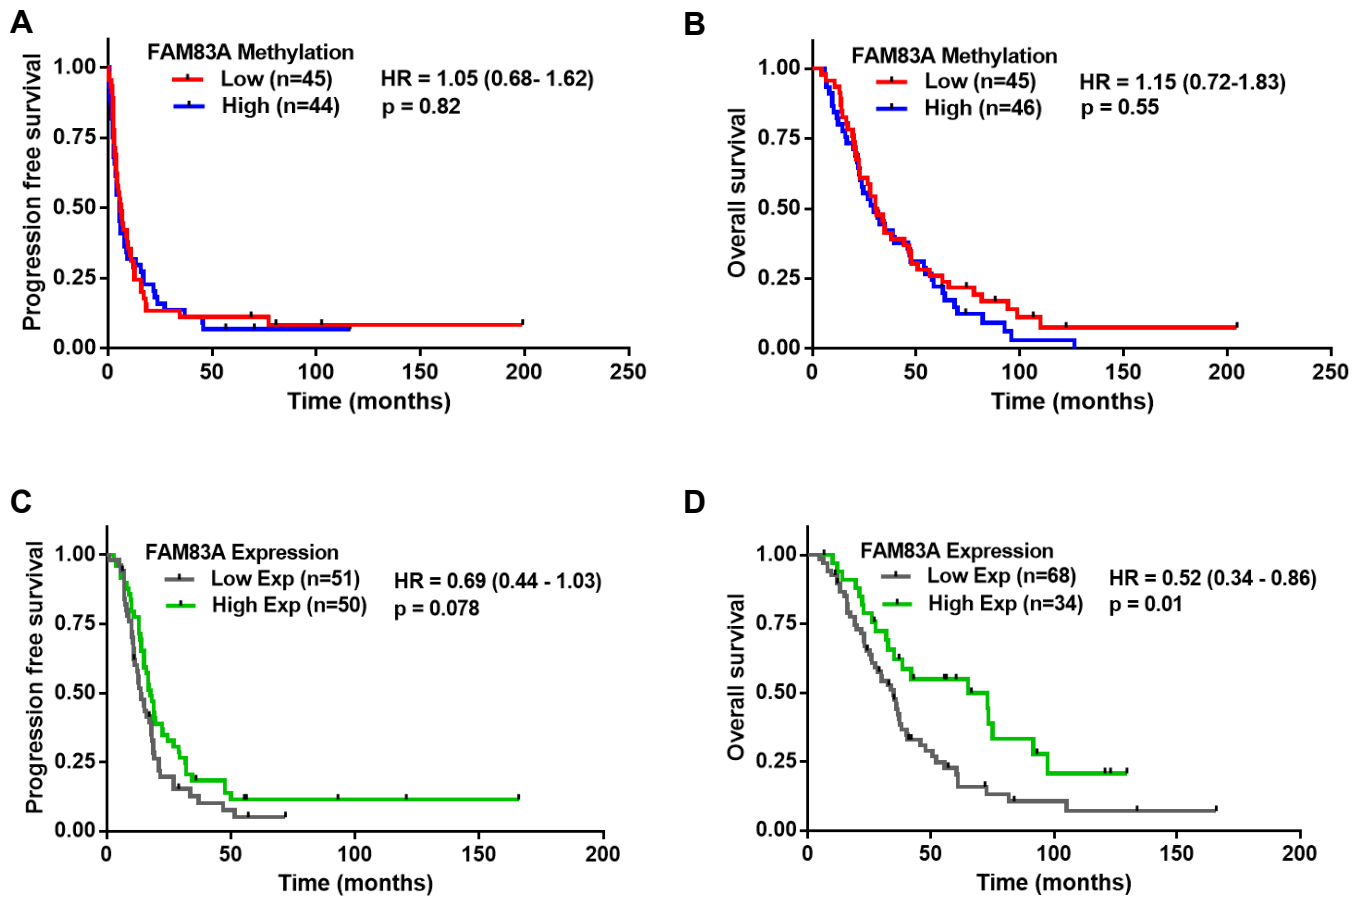 A
FAM83A Methylation
Low (n=45)
High (n=44)
HR = 1.05 (0.68- 1.62)
p = 0.82
Progression free survival
1.00
0.75
0.50
0.25
0.00
0 50 100 150 200 250
Time (months)
B
FAM83A Methylation
Low (n=45)
High (n=46)
HR = 1.15 (0.72-1.83)
p = 0.55
Overall survival
1.00
0.75
0.50
0.25
0.00
0 50 100 150 200 250
Time (months)
C
FAM83A Expression
Low Exp (n=51)
High Exp (n=50)
HR = 0.69 (0.44 - 1.03)
p = 0.078
Progression free survival
1.00
0.75
0.50
0.25
0.00
0 50 100 150 200
Time (months)
D
FAM83A Expression
Low Exp (n=68)
High Exp (n=34)
HR = 0.52 (0.34 - 0.86)
p = 0.01
Overall survival
1.00
0.75
0.50
0.25
0.00
0 50 100 150 200
Time (months)